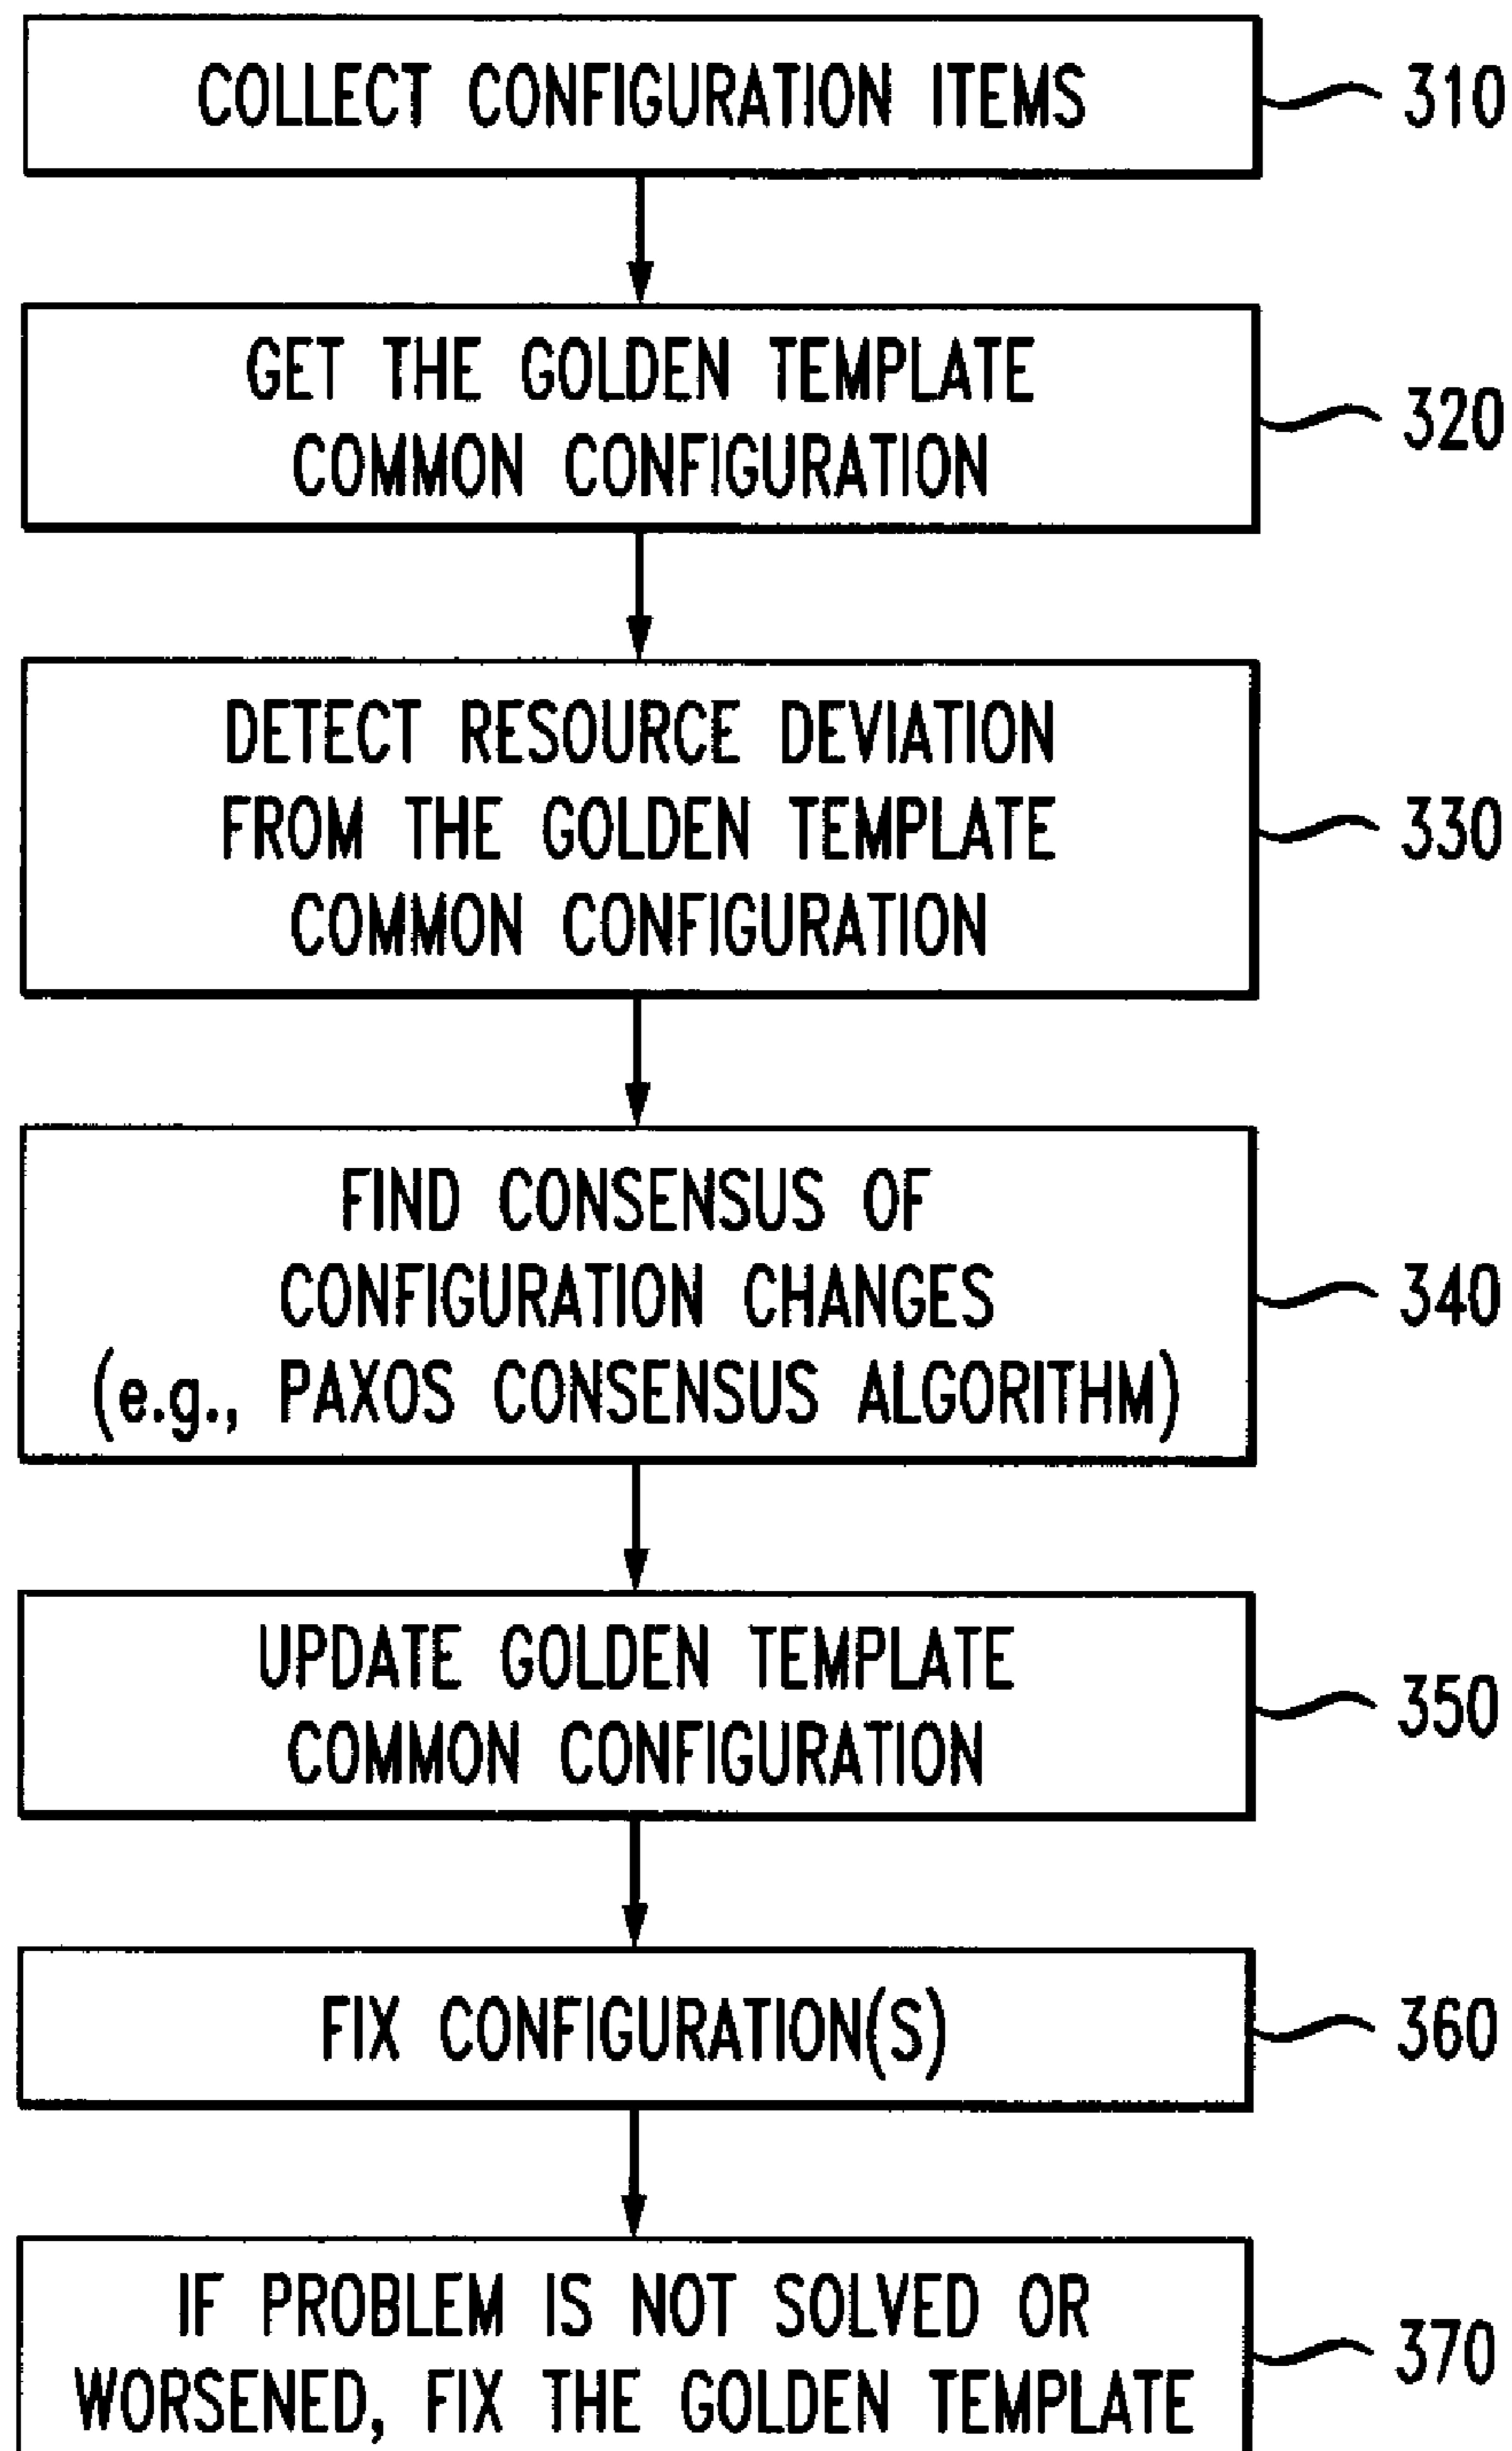 COLLECT CONFIGURATION ITEMS
310
GET THE GOLDEN TEMPLATE
COMMON CONFIGURATION
320
DETECT RESOURCE DEVIATION
FROM THE GOLDEN TEMPLATE
COMMON CONFIGURATION
330
FIND CONSENSUS OF
CONFIGURATION CHANGES
(e.g., PAXOS CONSENSUS ALGORITHM)
340
UPDATE GOLDEN TEMPLATE
COMMON CONFIGURATION
350
FIX CONFIGURATION(S)
360
IF PROBLEM IS NOT SOLVED OR
WORSENED, FIX THE GOLDEN TEMPLATE
370